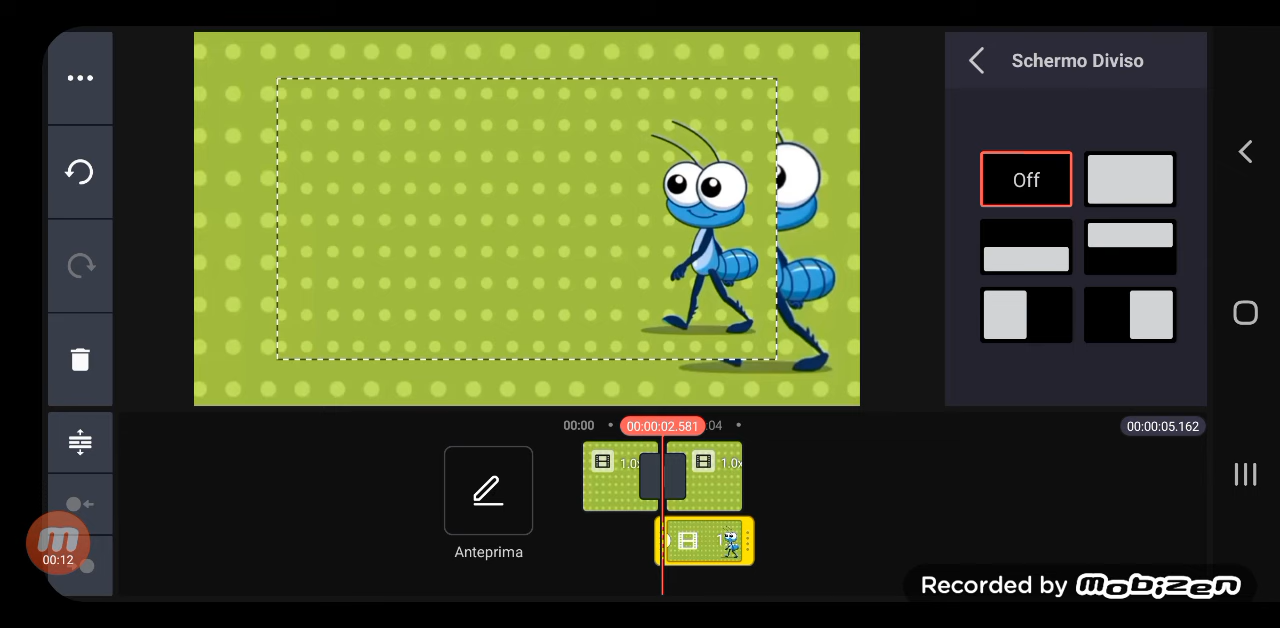 Schermo Diviso
Off
00:00
00:00:02.581
:04
00:00:05.162
1.0x
1.0x
1
Anteprima
00:12
Recorded by mobizen